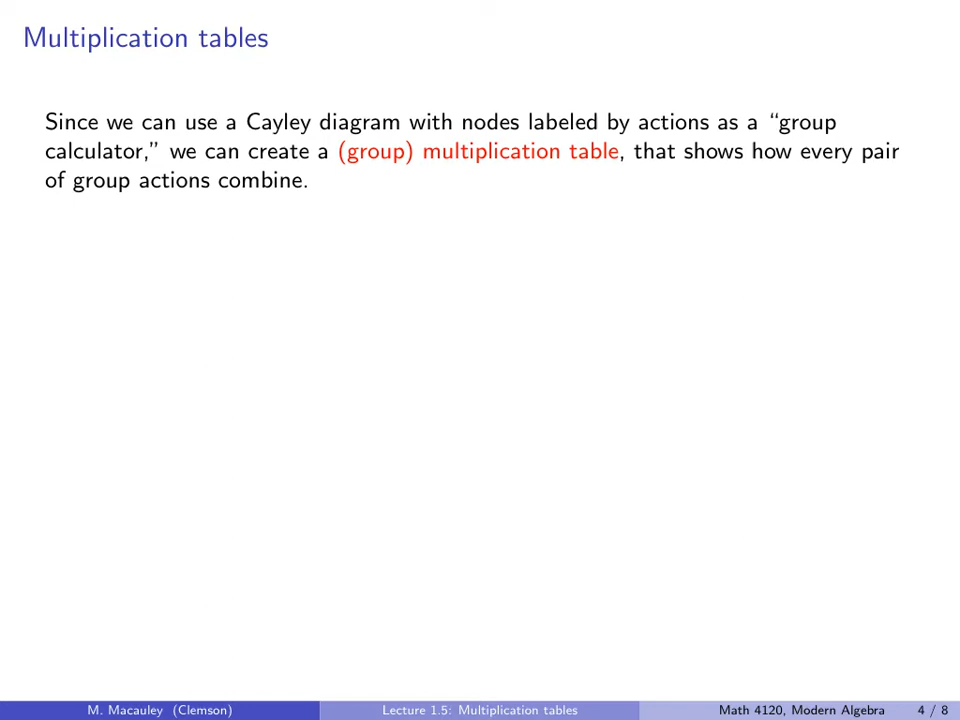 Multiplication tables
Since we can use a Cayley diagram with nodes labeled by actions as a “group
calculator,” we can create a (group) multiplication table, that shows how every pair
of group actions combine.
M. Macauley (Clemson)
Lecture 1.5: Multiplication tables
Math 4120, Modern Algebra
4 / 8